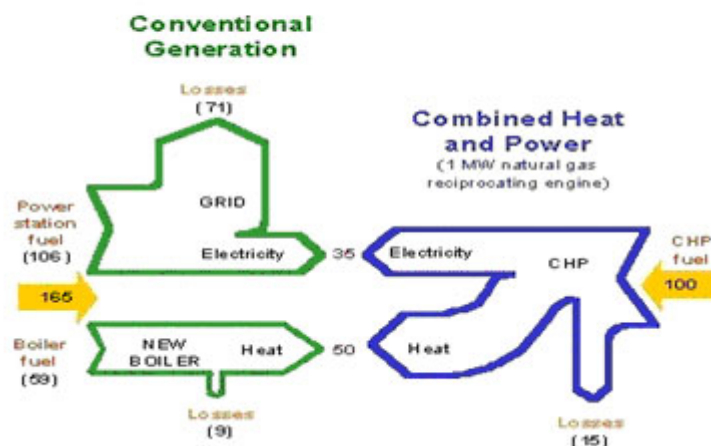 Conventional
Generation
Losses
(71)
Combined Heat
and Power
(1 MW natural gas
reciprocating engine)
GRID
Power
station
fuel
(106)
Electricity
35
Electricity
CHP
CHP
fuel
100
165
Boiler
fuel
(59)
NEW
BOILER
Heat
50
Heat
Losses
(9)
Losses
(15)